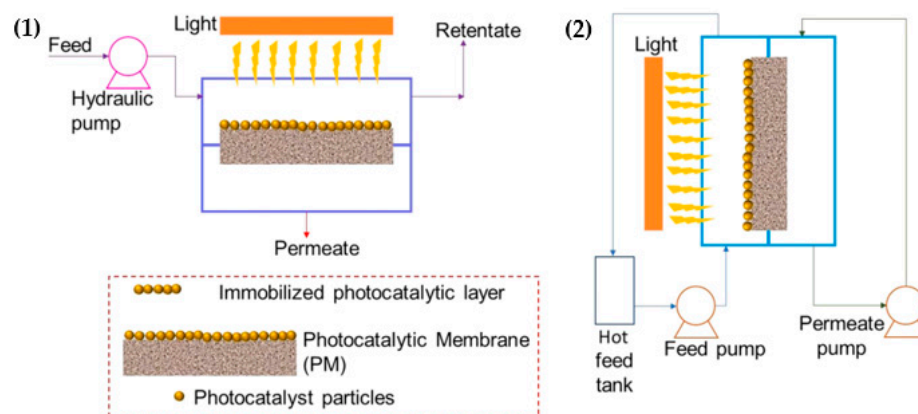 (1)
Light
Feed
Retentate
Hydraulic
pump
Permeate
Immobilized photocatalytic layer
Photocatalytic Membrane
(PM)
Photocatalyst particles
(2)
Light
Hot
feed
tank
Feed pump
Permeate
pump